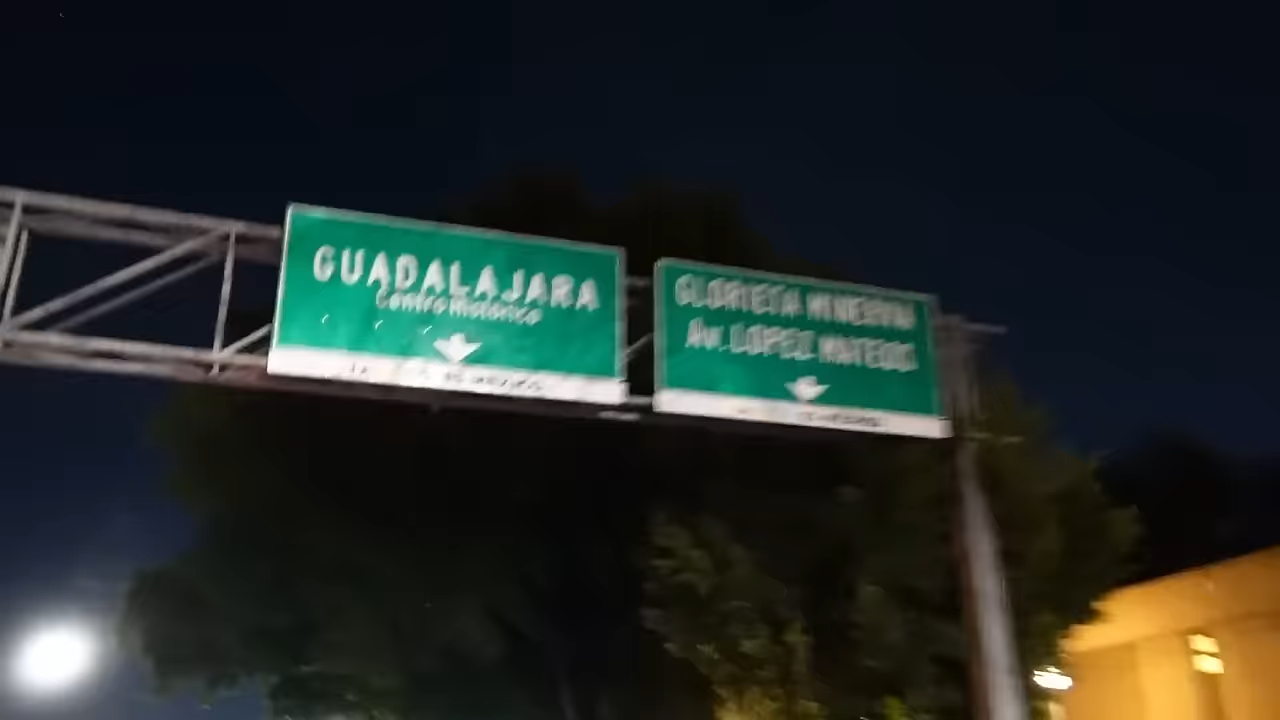 GUADALAJARA
Centro Histórico
GLORIETA MINERVA
Av. LOPEZ MATEOS